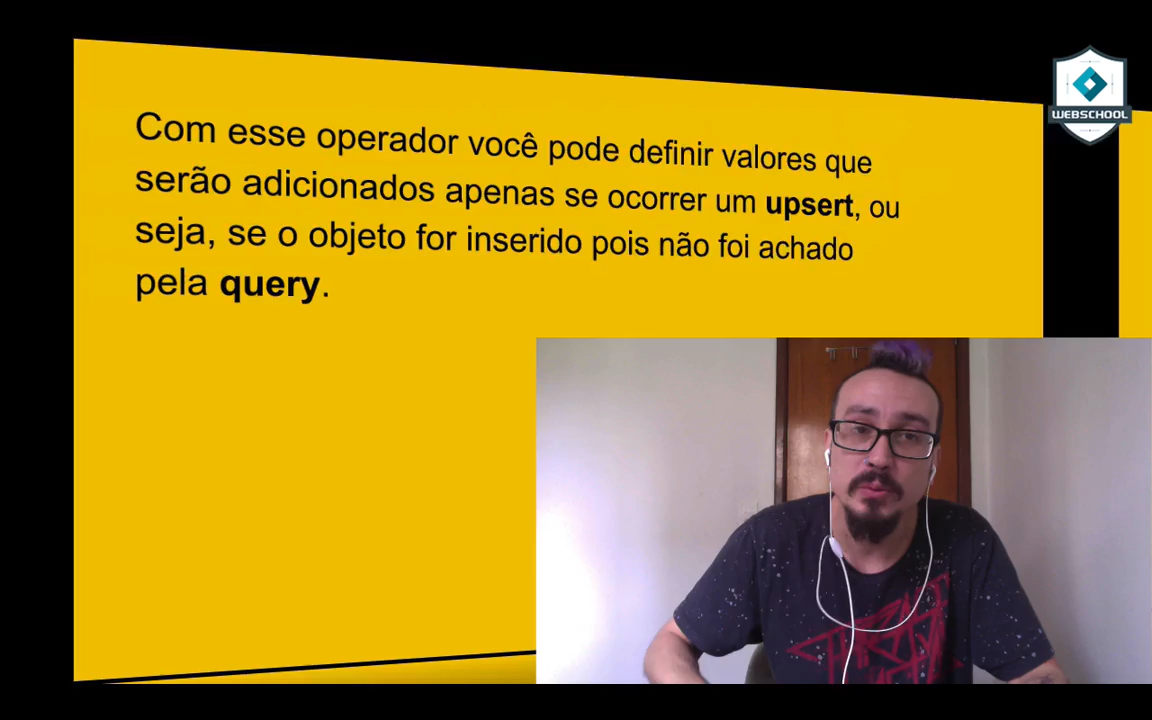 Com esse operador você pode definir valores que
serão adicionados apenas se ocorrer um upsert, ou
seja, se o objeto for inserido pois não foi achado
pela query.
WEBSCHOOL